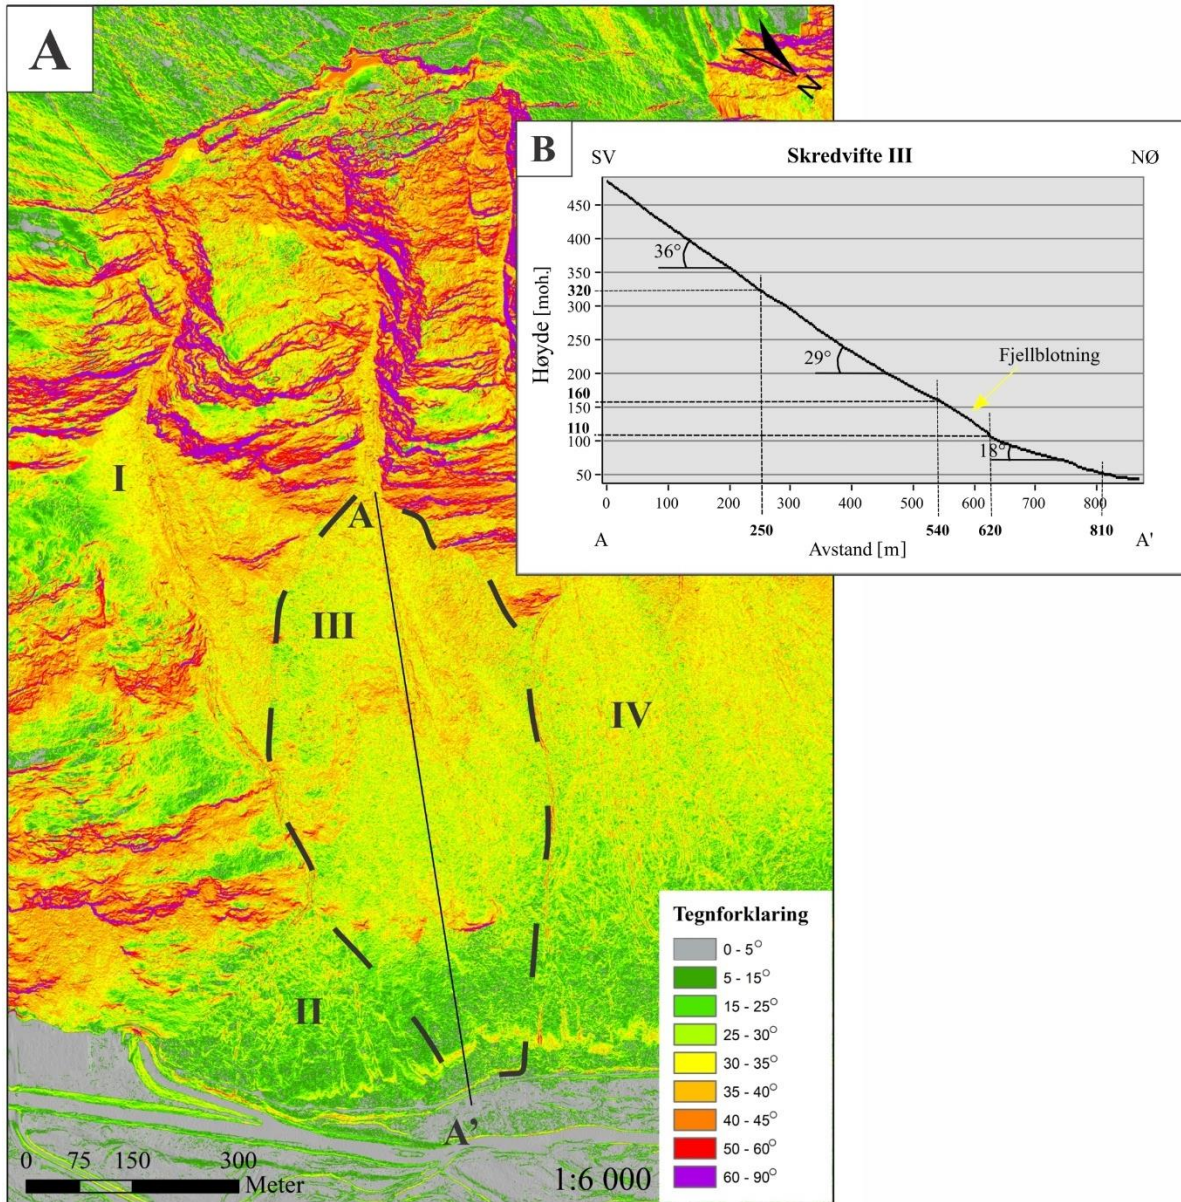 A
N
I
A
III
IV
II
A'
0 75 150 300
Meter
1:6 000
Tegnforklaring
0 - 5°
5 - 15°
15 - 25°
25 - 30°
30 - 35°
35 - 40°
40 - 45°
50 - 60°
60 - 90°
B
SV Skredvifte III NØ
Høyde [moh.]
450
400
350
320
300
250
200
160
150
110
100
50
36°
29°
Fjellblotning
18°
0 100 200 300 400 500 600 700 800
250 540 620 810
A Avstand [m] A'